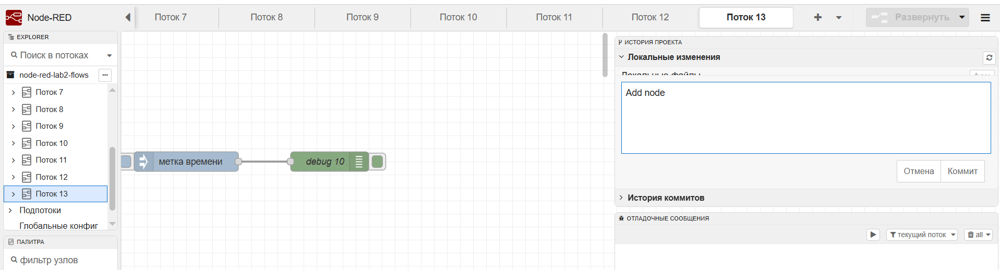 Node-RED
Поток 7
Поток 8
Поток 9
Поток 10
Поток 11
Поток 12
Поток 13
Развернуть
EXPLORER
Поиск в потоках
node-red-lab2-flows
Поток 7
Поток 8
Поток 9
Поток 10
Поток 11
Поток 12
Поток 13
Подпотоки
Глобальные конфиг
ПАЛИТРА
фильтр узлов
метка времени
debug 10
ИСТОРИЯ ПРОЕКТА
Локальные изменения
Локальные файлы
Add node
Отмена
Коммит
История коммитов
ОТЛАДОЧНЫЕ СООБЩЕНИЯ
текущий поток
all